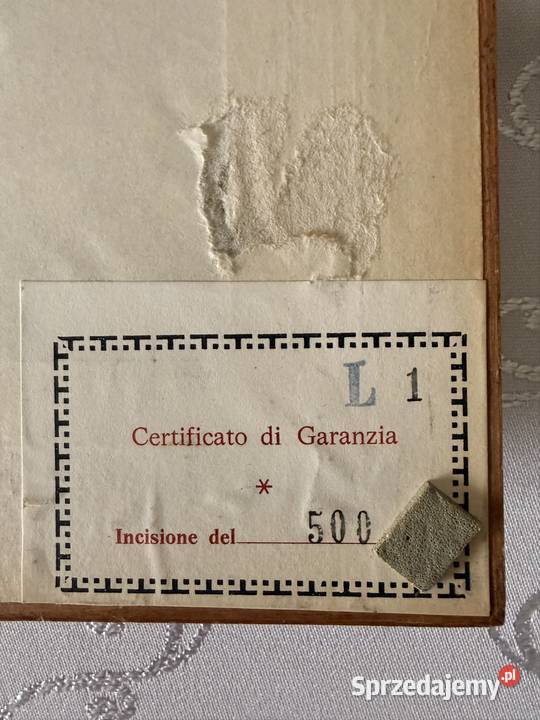 L 1
Certificato di Garanzia
*
Incisione del 500
Sprzedajemy.pl